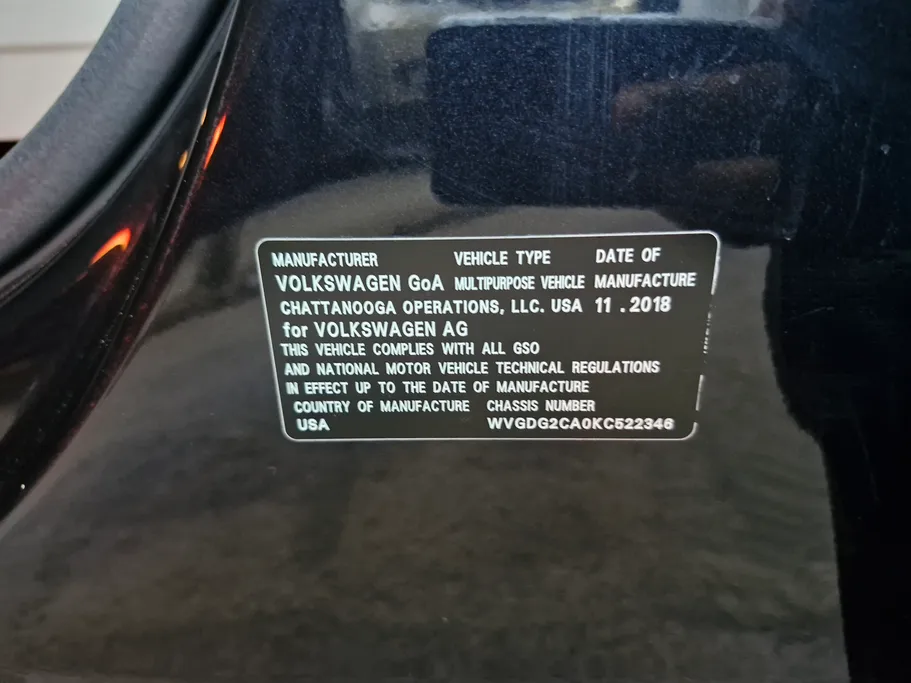 MANUFACTURER VEHICLE TYPE DATE OF
VOLKSWAGEN GoA MULTIPURPOSE VEHICLE MANUFACTURE
CHATTANOOGA OPERATIONS, LLC. USA 11 . 2018
for VOLKSWAGEN AG
THIS VEHICLE COMPLIES WITH ALL GSO
AND NATIONAL MOTOR VEHICLE TECHNICAL REGULATIONS
IN EFFECT UP TO THE DATE OF MANUFACTURE
COUNTRY OF MANUFACTURE CHASSIS NUMBER
USA WVGDG2CA0KC522346